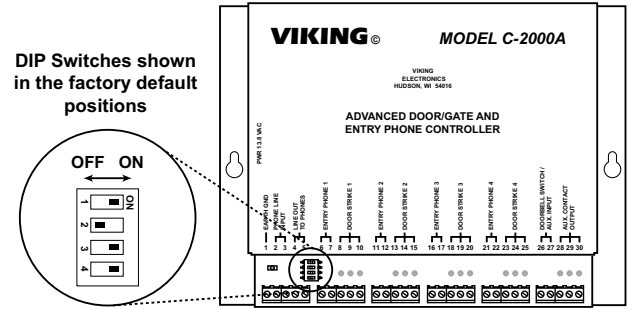 VIKING ©
MODEL C-2000A
DIP Switches shown
in the factory default
positions
VIKING
ELECTRONICS
HUDSON, WI 54016
ADVANCED DOOR/GATE AND
ENTRY PHONE CONTROLLER
OFF ON
ON
1
2
3
4
PWR 13.8 VAC
EARTH GND
PHONE LINE
INPUT
LINE OUT
TO PHONES
ENTRY PHONE 1
DOOR STRIKE 1
ENTRY PHONE 2
DOOR STRIKE 2
ENTRY PHONE 3
DOOR STRIKE 3
ENTRY PHONE 4
DOOR STRIKE 4
DOORBELL SWITCH /
AUX. INPUT
AUX. CONTACT
OUTPUT
1 2 3 4 5 6 7 8 9 10 11 12 13 14 15 16 17 18 19 20 21 22 23 24 25 26 27 28 29 30